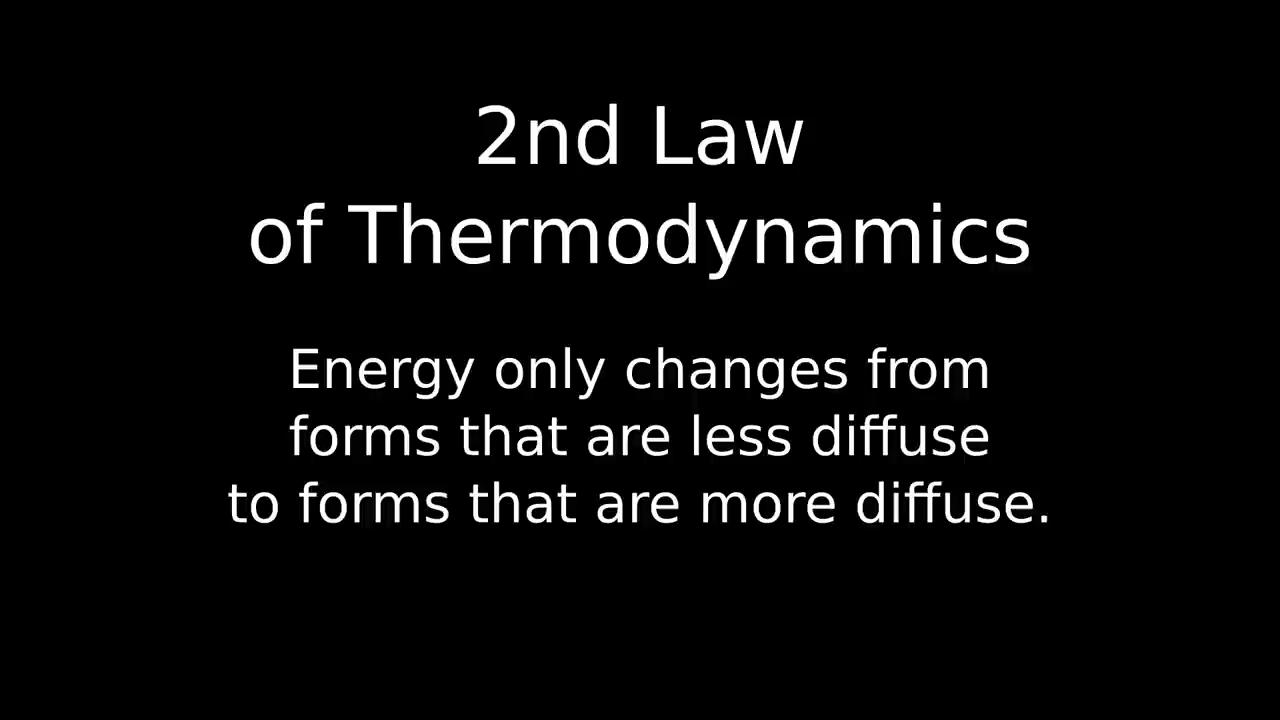 2nd Law
of Thermodynamics
Energy only changes from
forms that are less diffuse
to forms that are more diffuse.